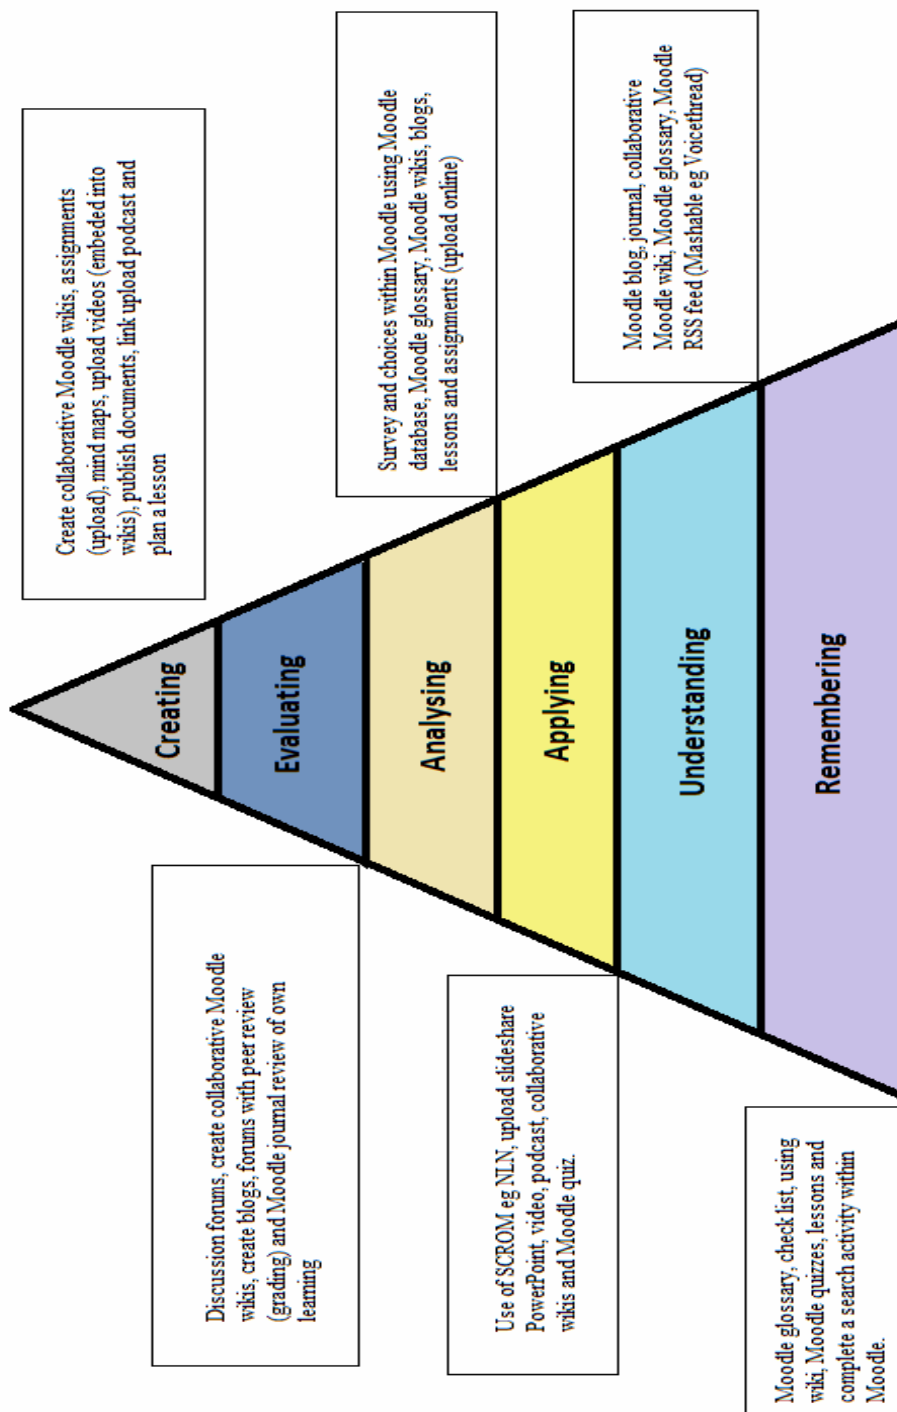 Create collaborative Moodle wikis, assignments
(upload), mind maps, upload videos (embeded into
wikis), publish documents, link upload podcast and
plan a lesson
Discussion forums, create collaborative Moodle
wikis, create blogs, forums with peer review
(grading) and Moodle journal review of own
learning
Survey and choices within Moodle using Moodle
database, Moodle glossary, Moodle wikis, blogs,
lessons and assignments (upload online)
Use of SCROM eg NLN, upload slideshare
PowerPoint, video, podcast, collaborative
wikis and Moodle quiz.
Moodle blog, journal, collaborative
Moodle wiki, Moodle glossary, Moodle
RSS feed (Mashable eg Voicethread)
Moodle glossary, check list, using
wiki, Moodle quizzes, lessons and
complete a search activity within
Moodle.
Creating
Evaluating
Analysing
Applying
Understanding
Remembering